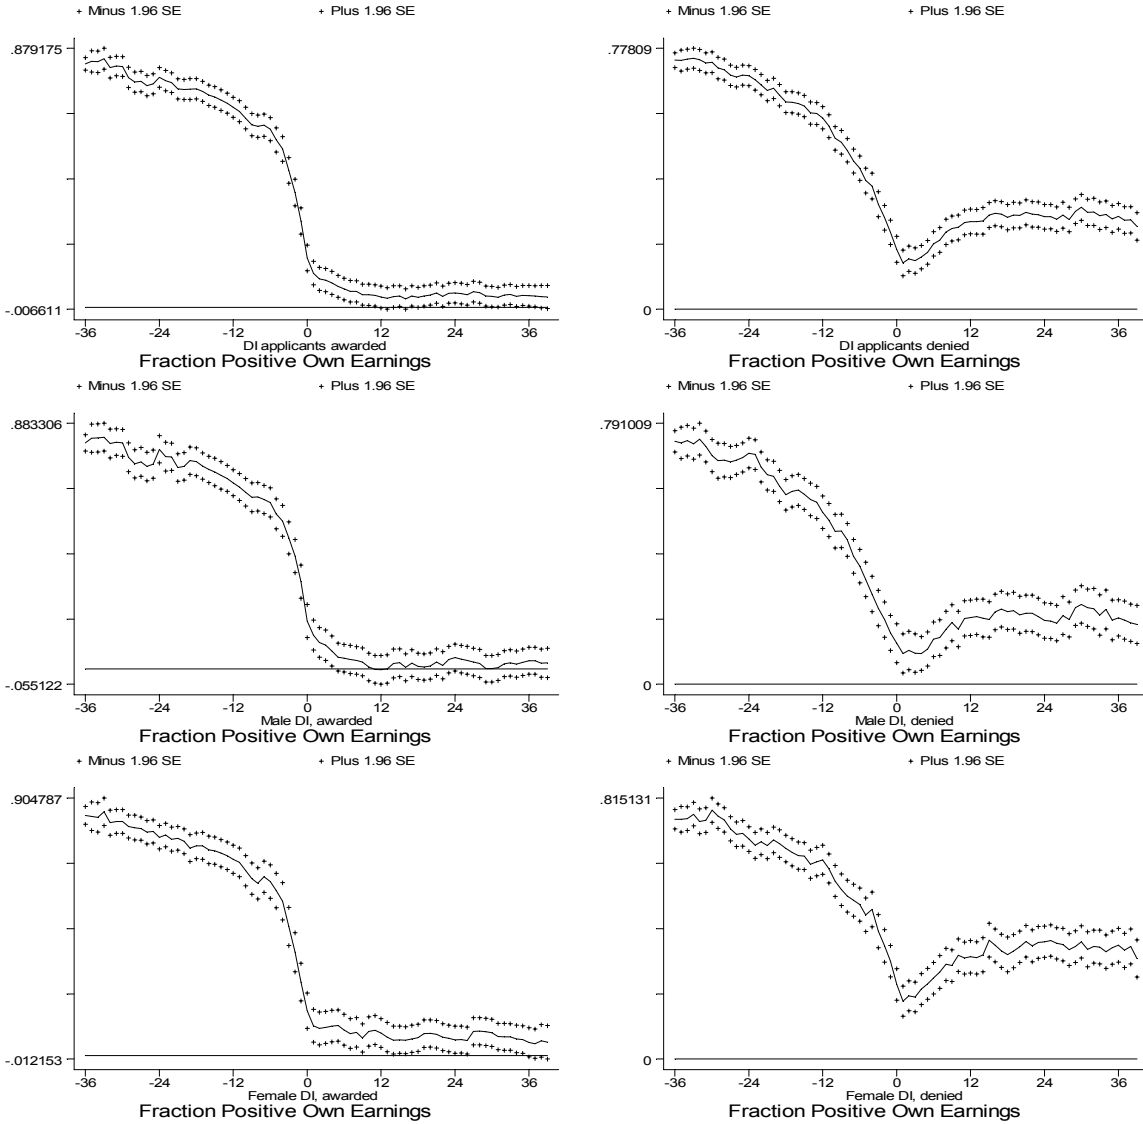 + Minus 1.96 SE + Plus 1.96 SE
.879175
-.006611
-36 -24 -12 0 12 24 36
DI applicants awarded
Fraction Positive Own Earnings
+ Minus 1.96 SE + Plus 1.96 SE
.77809
0
-36 -24 -12 0 12 24 36
DI applicants denied
Fraction Positive Own Earnings
+ Minus 1.96 SE + Plus 1.96 SE
.883306
-.055122
-36 -24 -12 0 12 24 36
Male DI, awarded
Fraction Positive Own Earnings
+ Minus 1.96 SE + Plus 1.96 SE
.791009
0
-36 -24 -12 0 12 24 36
Male DI, denied
Fraction Positive Own Earnings
+ Minus 1.96 SE + Plus 1.96 SE
.904787
-.012153
-36 -24 -12 0 12 24 36
Female DI, awarded
Fraction Positive Own Earnings
+ Minus 1.96 SE + Plus 1.96 SE
.815131
0
-36 -24 -12 0 12 24 36
Female DI, denied
Fraction Positive Own Earnings